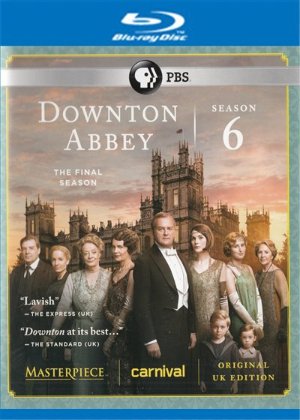 Blu-ray Disc
PBS
DOWNTON
ABBEY
SEASON
6
THE FINAL
SEASON
“Lavish”
— THE EXPRESS (UK)
“Downton at its best...”
— THE STANDARD (UK)
MASTERPIECE
carnival
ORIGINAL
UK EDITION